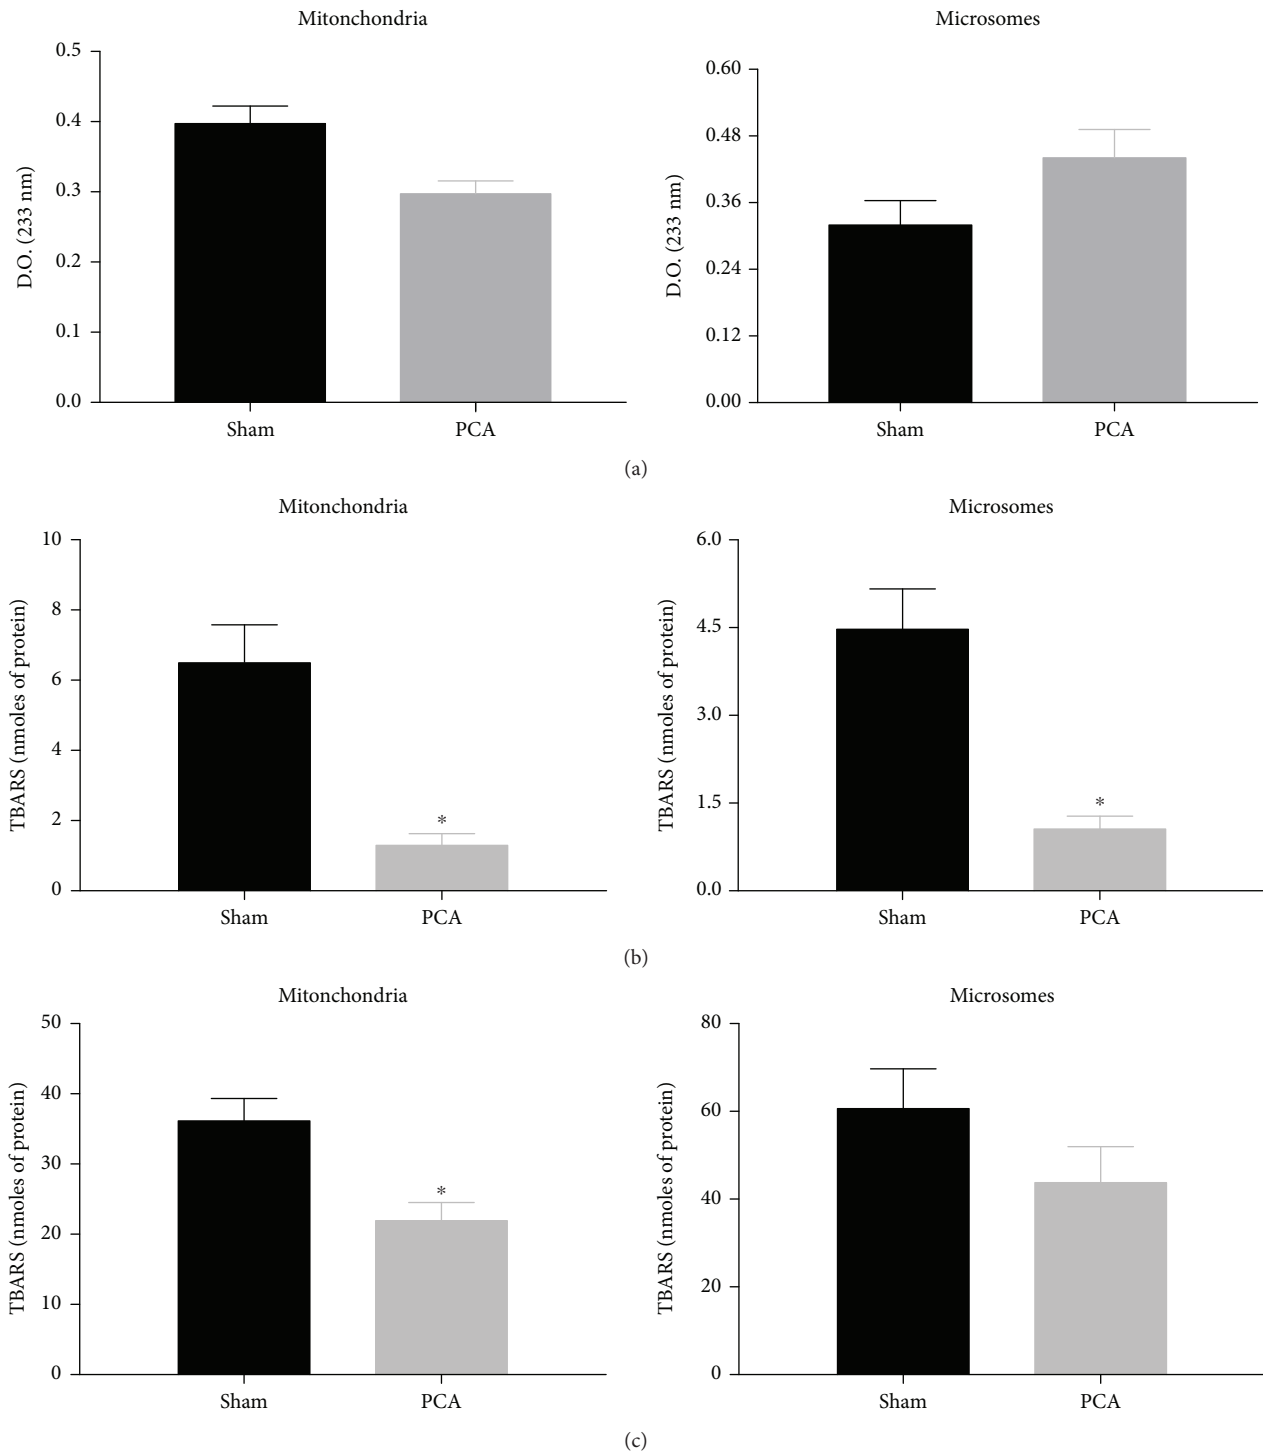 Mitonchondria
Microsomes
D.O. (233 nm)
0.5
0.4
0.3
0.2
0.1
0.0
Sham
PCA
D.O. (233 nm)
0.60
0.48
0.36
0.24
0.12
0.00
Sham
PCA
(a)
Mitonchondria
Microsomes
TBARS (nmoles of protein)
10
8
6
4
2
0
*
Sham
PCA
TBARS (nmoles of protein)
6.0
4.5
3.0
1.5
0.0
*
Sham
PCA
(b)
Mitonchondria
Microsomes
TBARS (nmoles of protein)
50
40
30
20
10
0
*
Sham
PCA
TBARS (nmoles of protein)
80
60
40
20
0
Sham
PCA
(c)